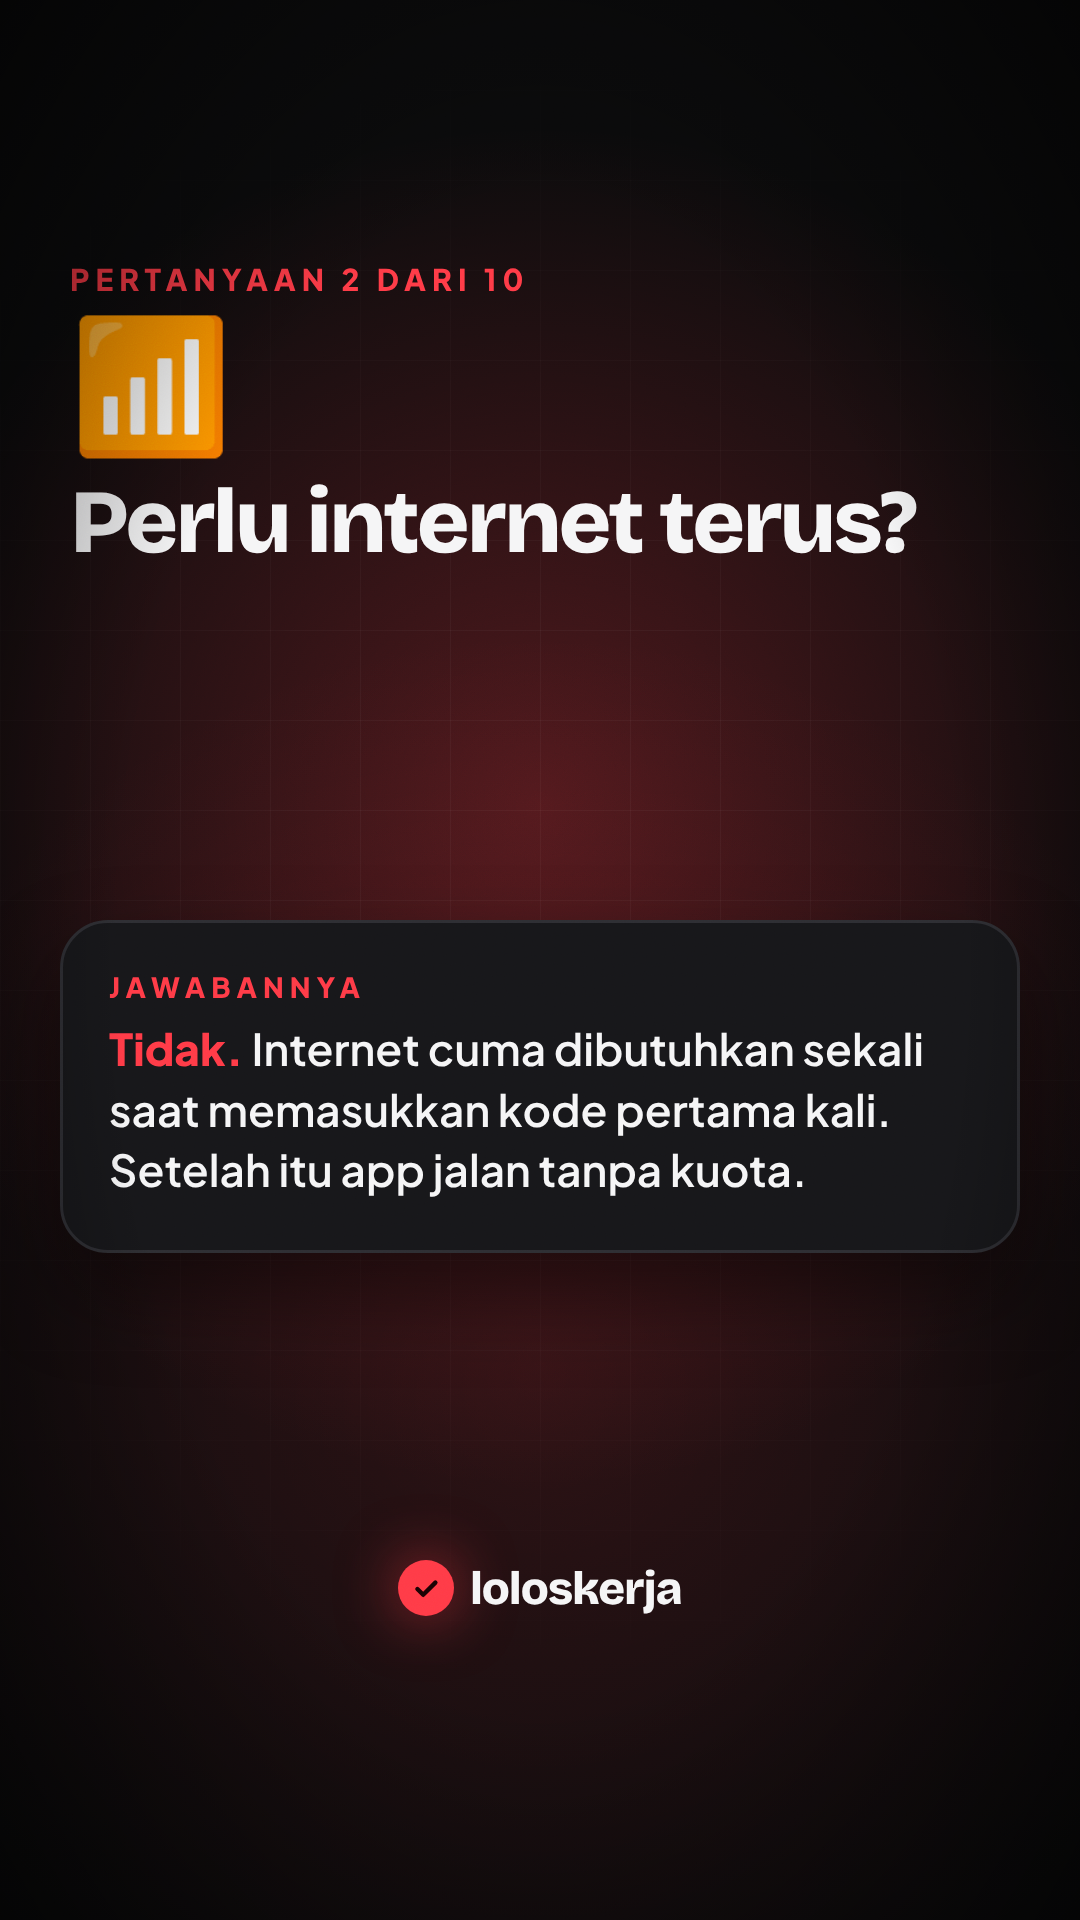 PERTANYAAN 2 DARI 10
Perlu internet terus?
JAWABANNYA
Tidak. Internet cuma dibutuhkan sekali
saat memasukkan kode pertama kali.
Setelah itu app jalan tanpa kuota.
loloskerja